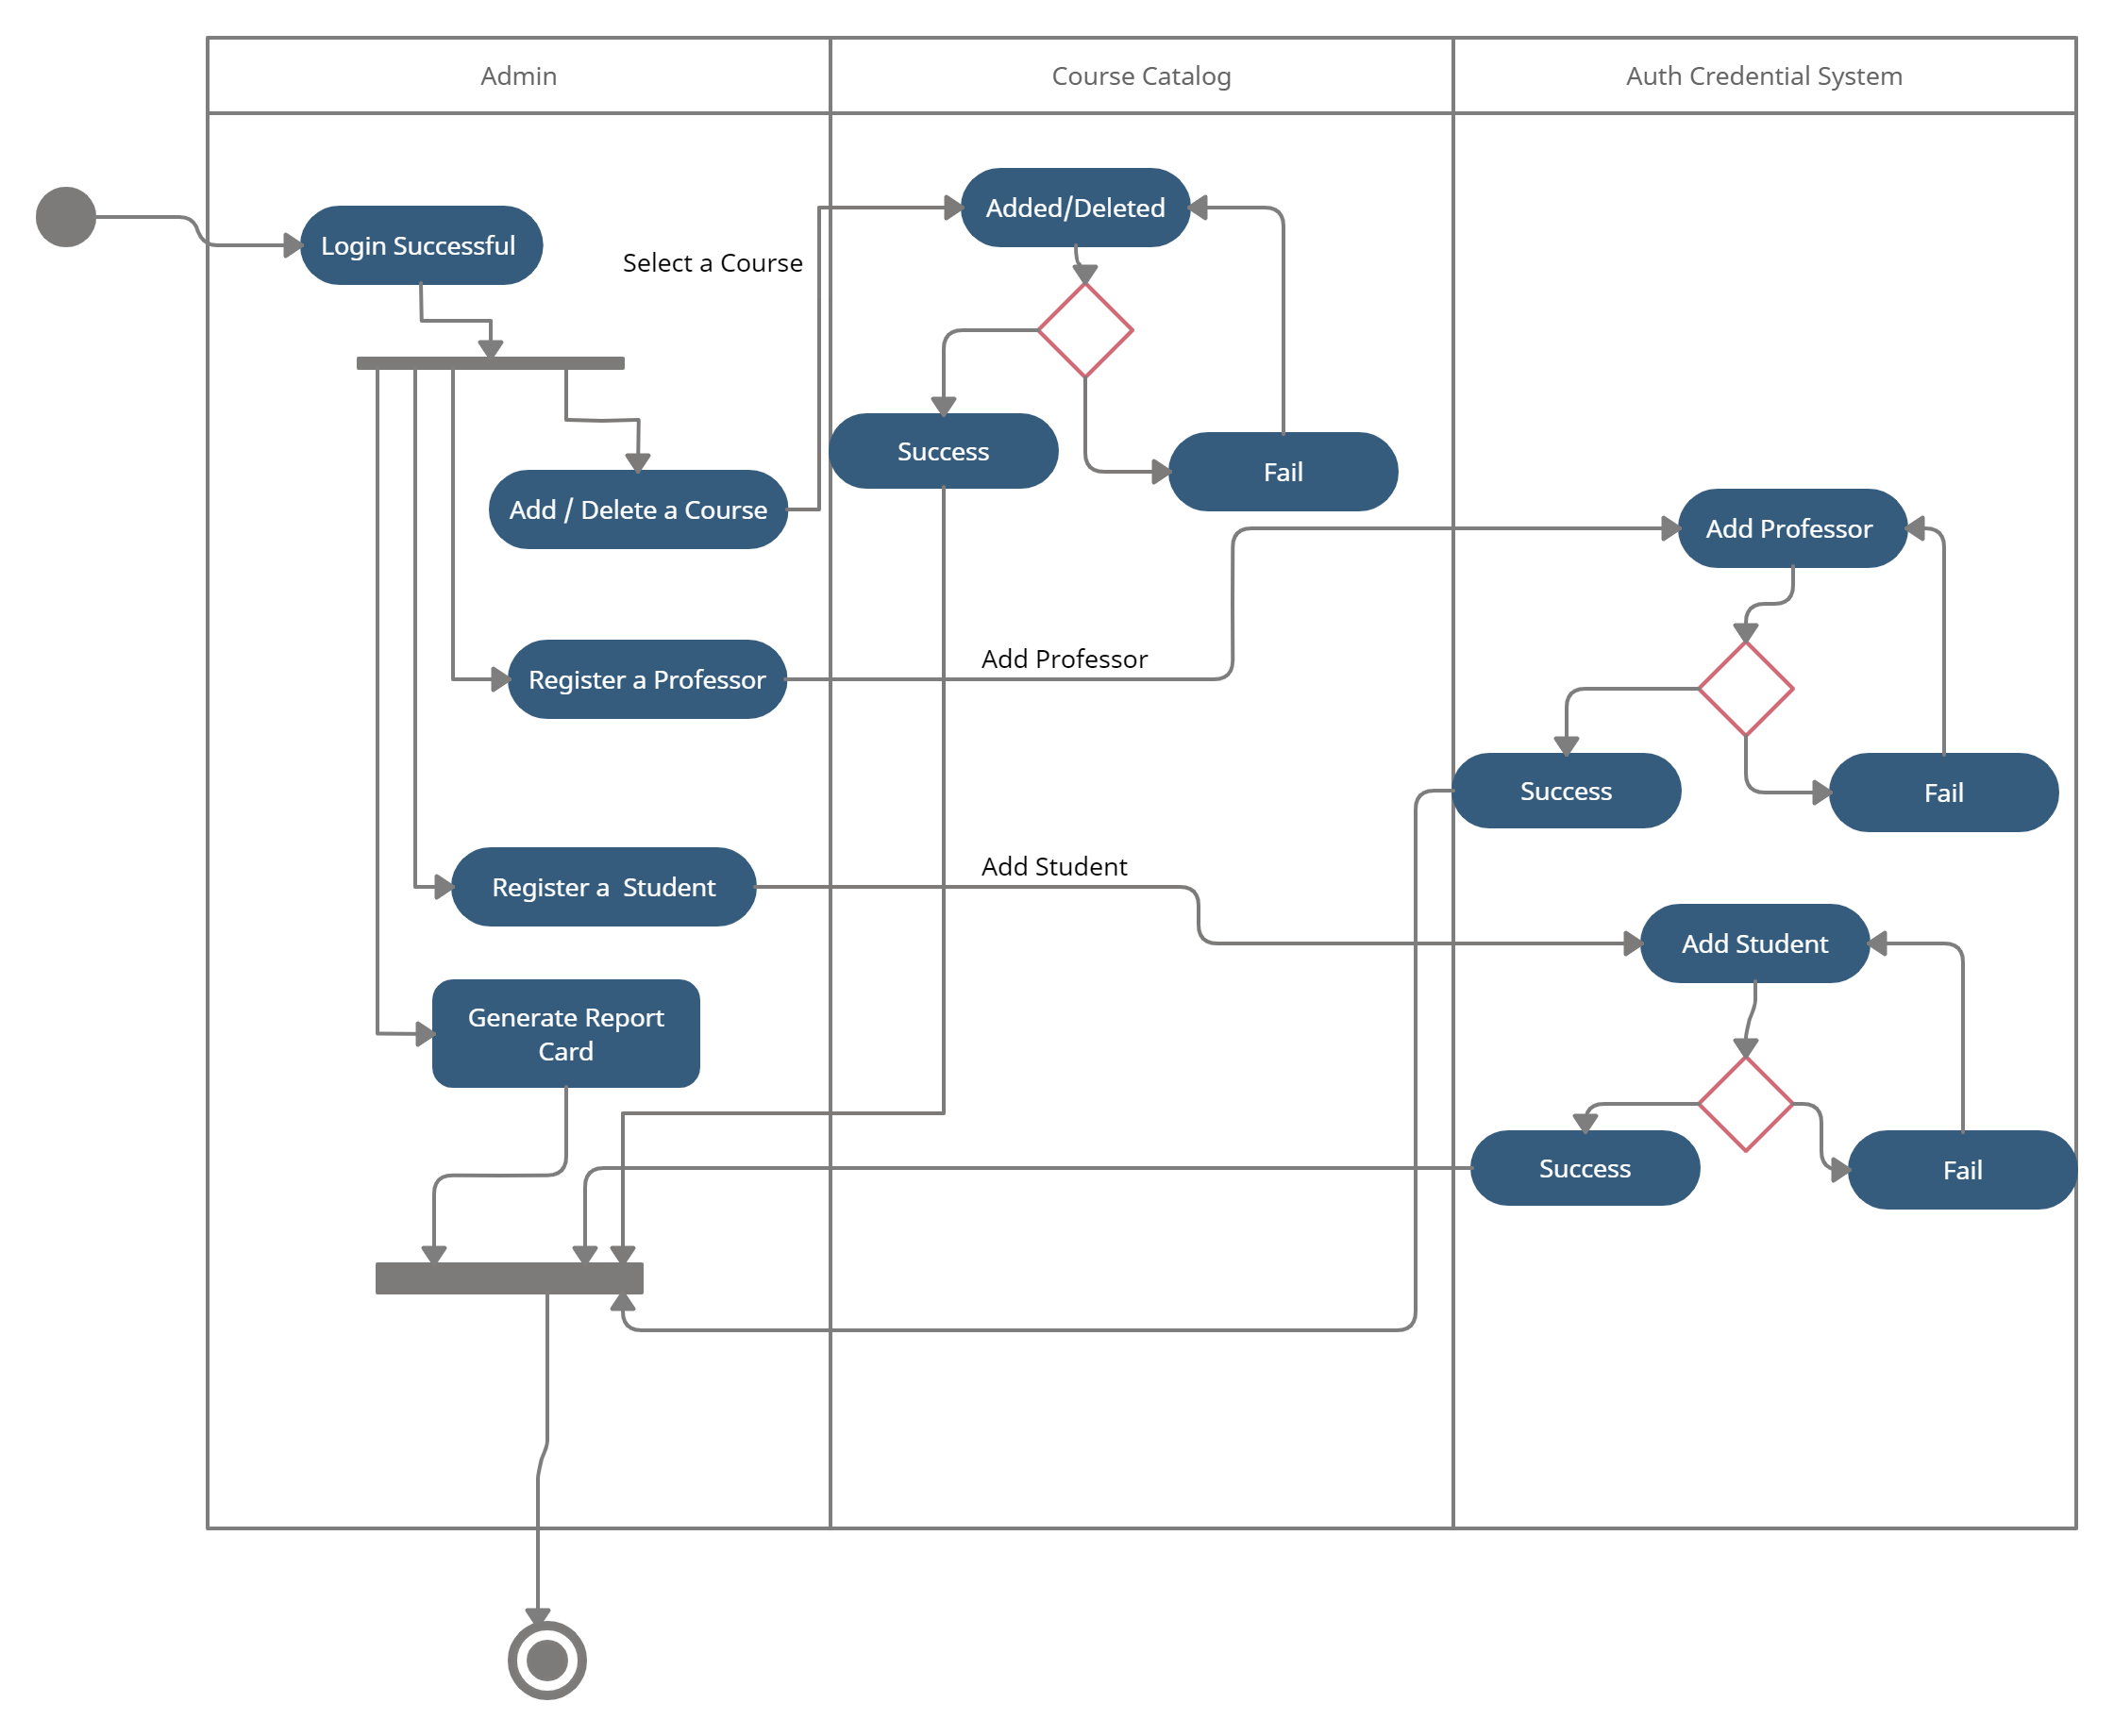 Admin
Course Catalog
Auth Credential System
Added/Deleted
Login Successful
Select a Course
Success
Fail
Add / Delete a Course
Add Professor
Add Professor
Register a Professor
Success
Fail
Add Student
Register a  Student
Add Student
Generate Report
Card
Success
Fail